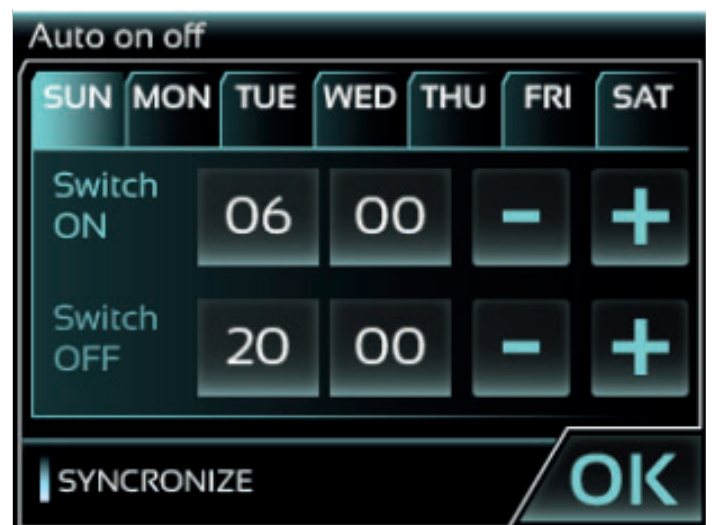 Auto on off
SUN MON TUE WED THU FRI SAT
Switch
ON
06 00 - +
Switch
OFF
20 00 - +
SYNCRONIZE
OK